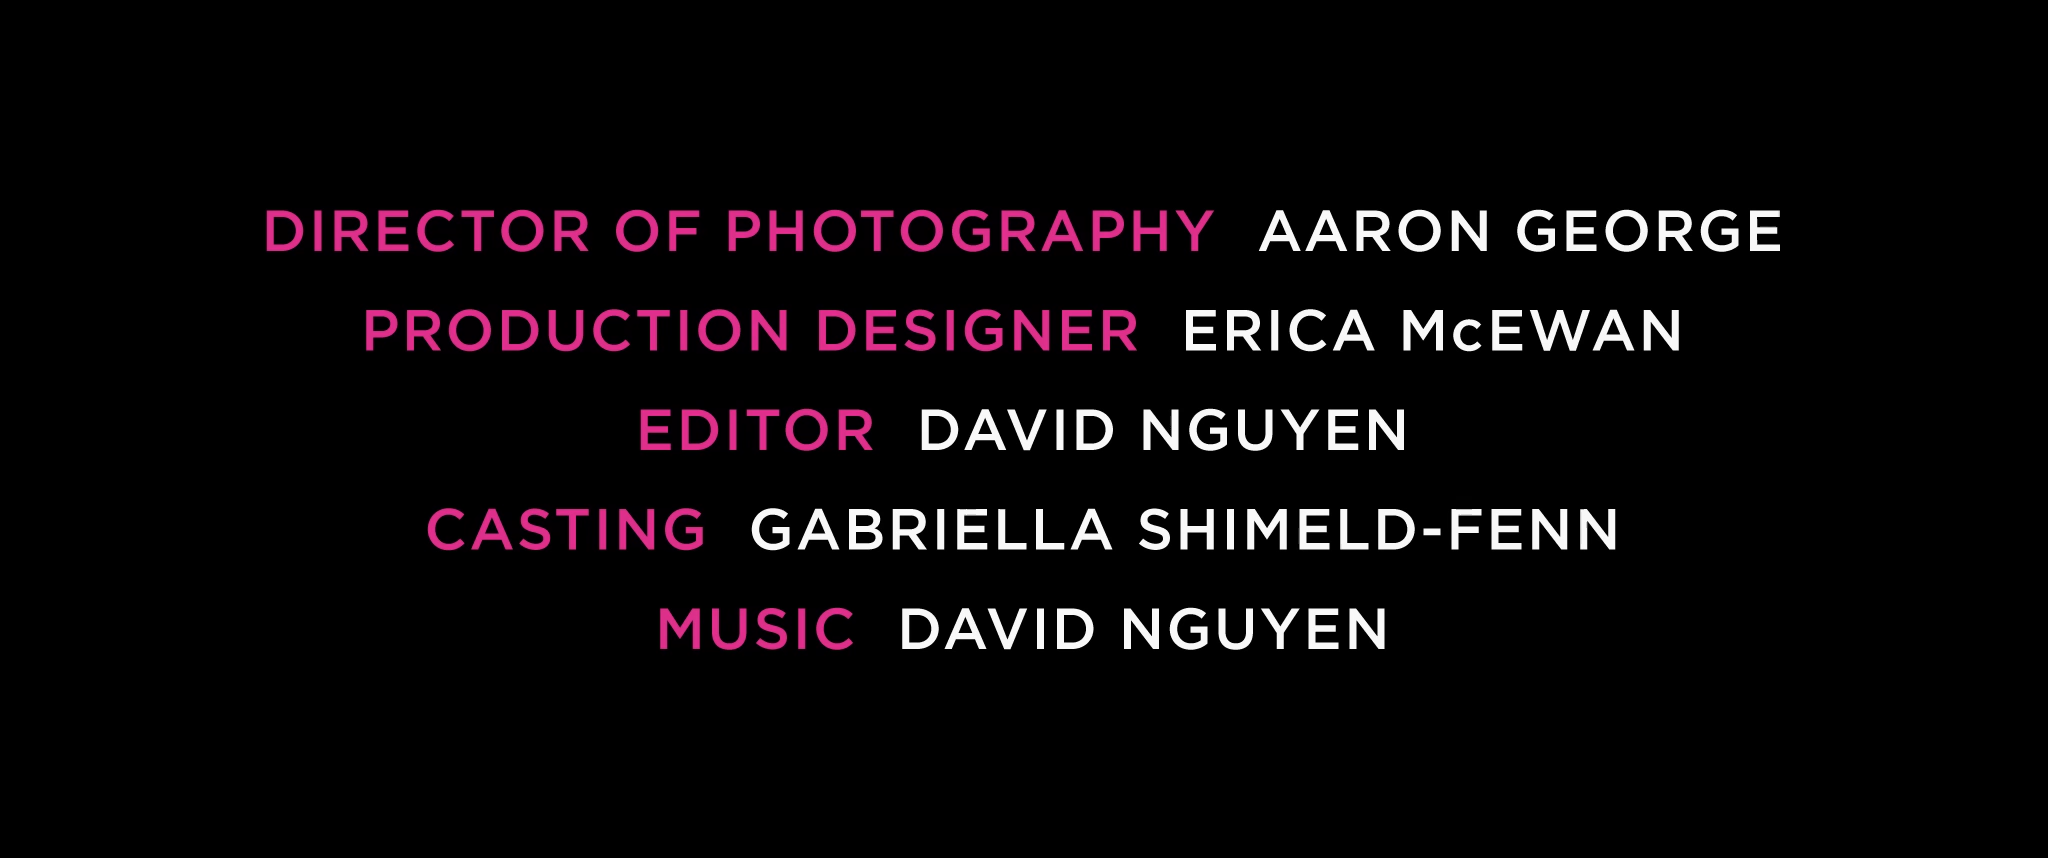 DIRECTOR OF PHOTOGRAPHY AARON GEORGE
PRODUCTION DESIGNER ERICA McEWAN
EDITOR DAVID NGUYEN
CASTING GABRIELLA SHIMELD-FENN
MUSIC DAVID NGUYEN